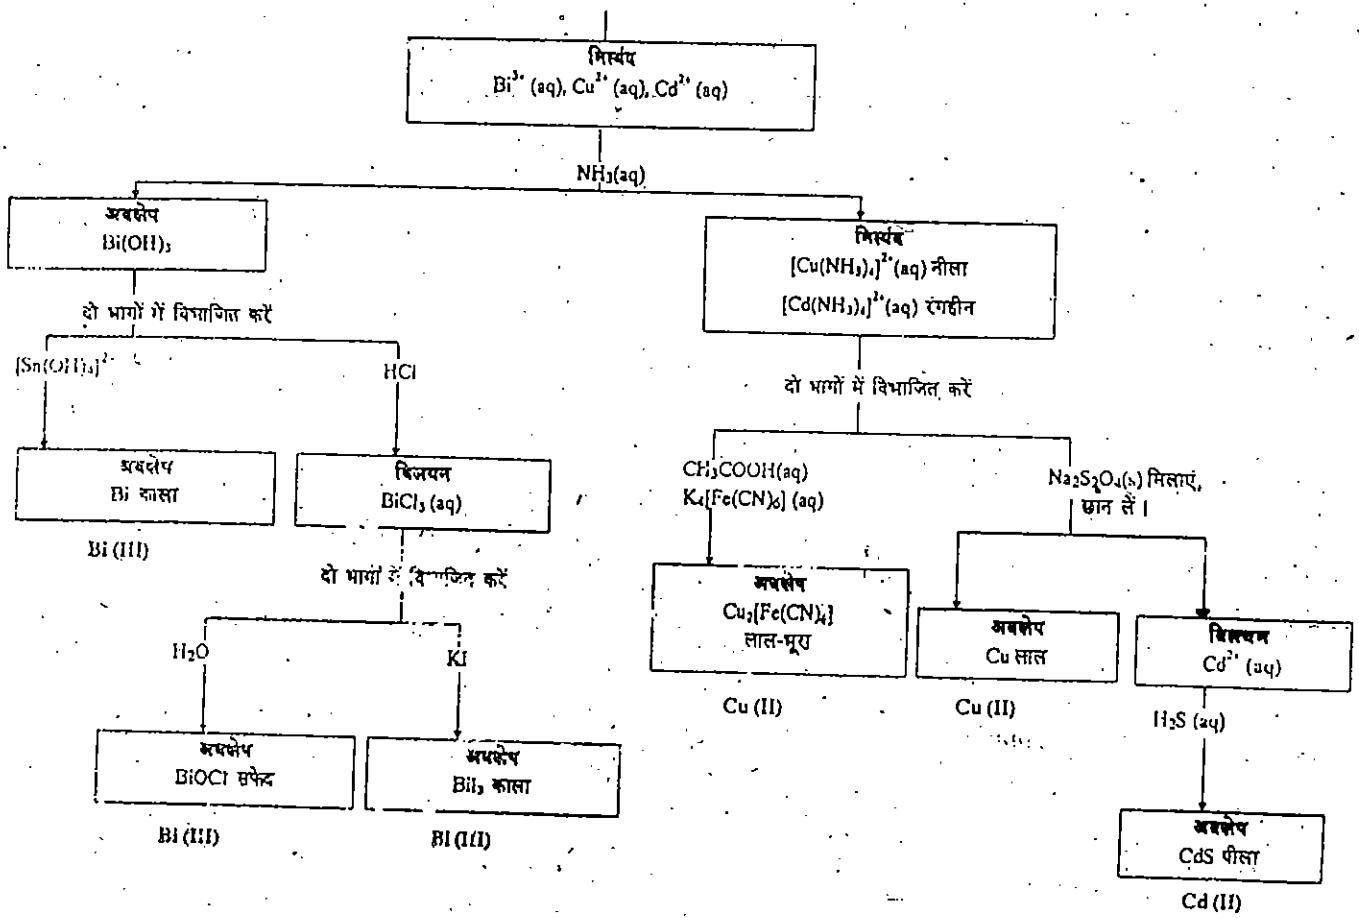 निस्यंद
Bi³⁺ (aq), Cu²⁺ (aq), Cd²⁺ (aq)
NH₃(aq)
अवक्षेप
Bi(OH)₃
निस्यंद
[Cu(NH₃)₄]²⁺(aq) नीला
[Cd(NH₃)₄]²⁺(aq) रंगहीन
दो भागों में विभाजित करें
[Sn(OH)₄]²⁻
HCl
दो भागों में विभाजित करें
अवक्षेप
Bi काला
Bi (III)
विलयन
BiCl₃ (aq)
CH₃COOH(aq)
K₄[Fe(CN)₆] (aq)
Na₂S₂O₄(s) मिलाएं,
छान लें ।
दो भागों में विभाजित करें
H₂O
KI
अवक्षेप
Cu₂[Fe(CN)₆]
लाल-भूरा
Cu (II)
अवक्षेप
Cu लाल
Cu (II)
विलयन
Cd²⁺ (aq)
H₂S (aq)
अवक्षेप
BiOCl सफेद
Bi (III)
अवक्षेप
BiI₃ काला
Bi (III)
अवक्षेप
CdS पीला
Cd (II)